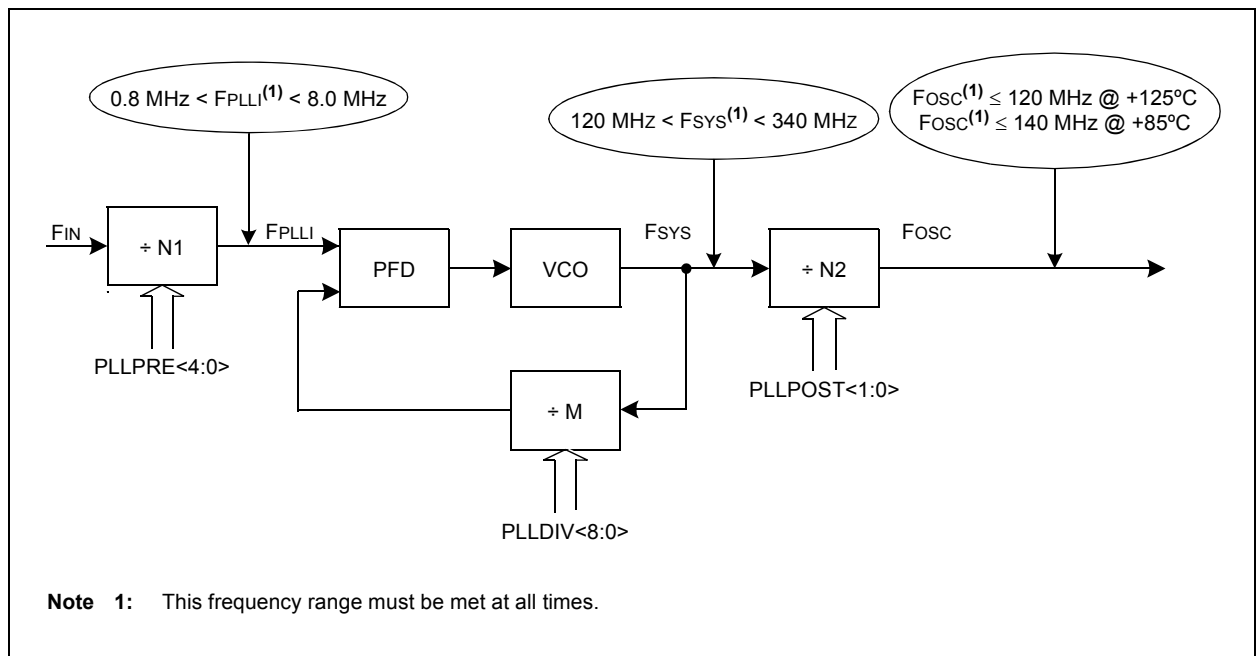 0.8 MHz < FPLLI(1) < 8.0 MHz
120 MHz < FSYS(1) < 340 MHz
FOSC(1) ≤ 120 MHz @ +125ºC
FOSC(1) ≤ 140 MHz @ +85ºC
FIN
÷ N1
FPLLI
PFD
VCO
FSYS
÷ N2
FOSC
PLLPRE<4:0>
÷ M
PLLPOST<1:0>
PLLDIV<8:0>
Note 1: This frequency range must be met at all times.